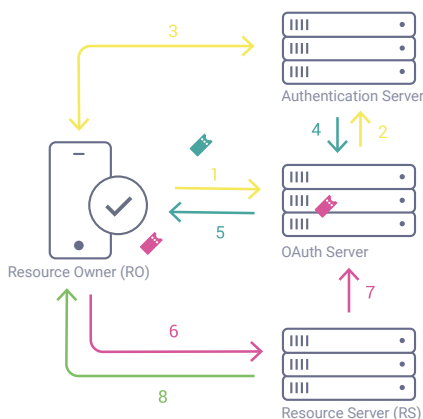 3
Authentication Server
4
2
1
5
OAuth Server
Resource Owner (RO)
7
6
8
Resource Server (RS)